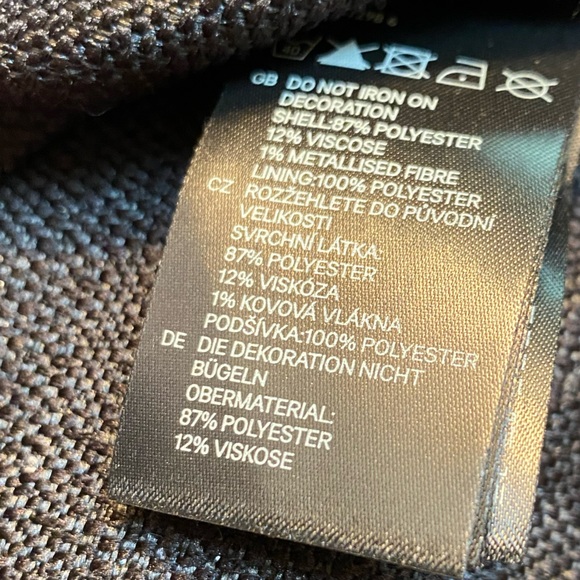 40
GB DO NOT IRON ON
DECORATION
SHELL:87% POLYESTER
12% VISCOSE
1% METALLISED FIBRE
LINING:100% POLYESTER
CZ ROZŽEHLETE DO PŮVODNÍ
VELIKOSTI
SVRCHNÍ LÁTKA:
87% POLYESTER
12% VISKÓZA
1% KOVOVÁ VLÁKNA
PODŠÍVKA:100% POLYESTER
DE DIE DEKORATION NICHT
BÜGELN
OBERMATERIAL:
87% POLYESTER
12% VISKOSE